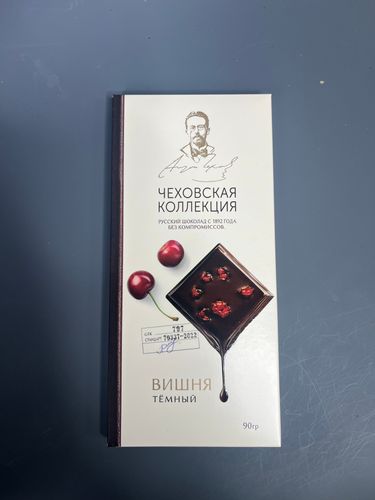 ЧЕХОВСКАЯ
КОЛЛЕКЦИЯ
РУССКИЙ ШОКОЛАД С 1892 ГОДА
БЕЗ КОМПРОМИССОВ.
ВИШНЯ
ТЁМНЫЙ
90гр